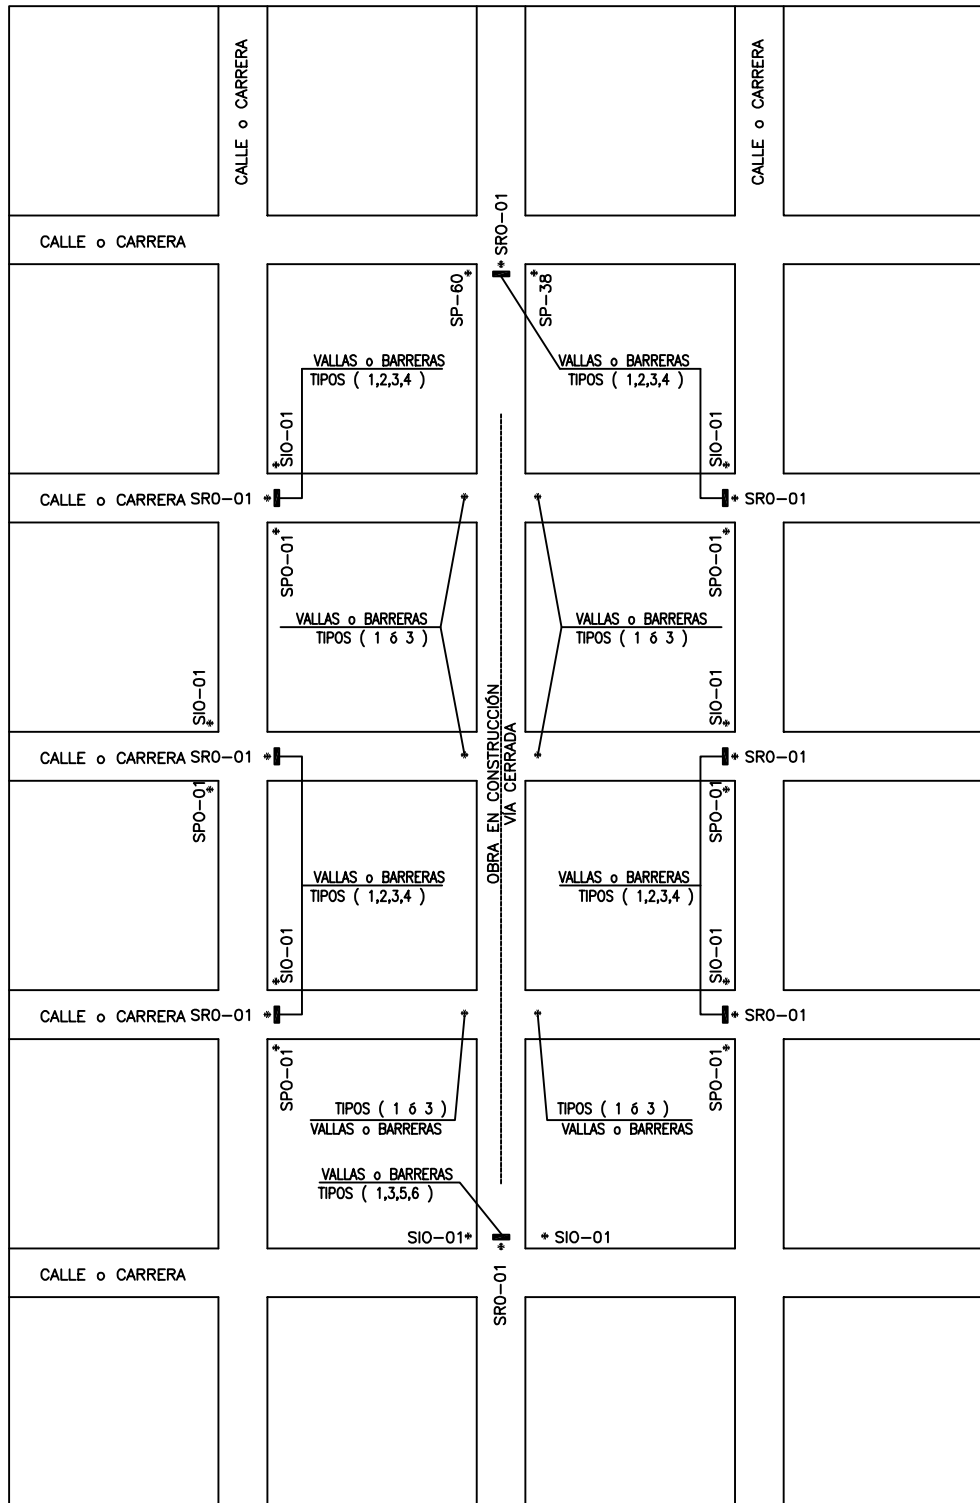 CALLE o CARRERA
CALLE o CARRERA
CALLE o CARRERA
SRO-01
SP-60
SP-38
VALLAS o BARRERAS
TIPOS ( 1,2,3,4 )
VALLAS o BARRERAS
TIPOS ( 1,2,3,4 )
SIO-01
SIO-01
CALLE o CARRERA
SRO-01
SRO-01
SPO-01
SPO-01
VALLAS o BARRERAS
TIPOS ( 1 ó 3 )
VALLAS o BARRERAS
TIPOS ( 1 ó 3 )
SIO-01
SIO-01
OBRA EN CONSTRUCCIÓN
VÍA CERRADA
CALLE o CARRERA
SRO-01
SRO-01
SPO-01
SPO-01
VALLAS o BARRERAS
TIPOS ( 1,2,3,4 )
VALLAS o BARRERAS
TIPOS ( 1,2,3,4 )
SIO-01
SIO-01
CALLE o CARRERA
SRO-01
SRO-01
SPO-01
SPO-01
TIPOS ( 1 ó 3 )
VALLAS o BARRERAS
TIPOS ( 1 ó 3 )
VALLAS o BARRERAS
VALLAS o BARRERAS
TIPOS ( 1,3,5,6 )
SIO-01
SIO-01
CALLE o CARRERA
SRO-01